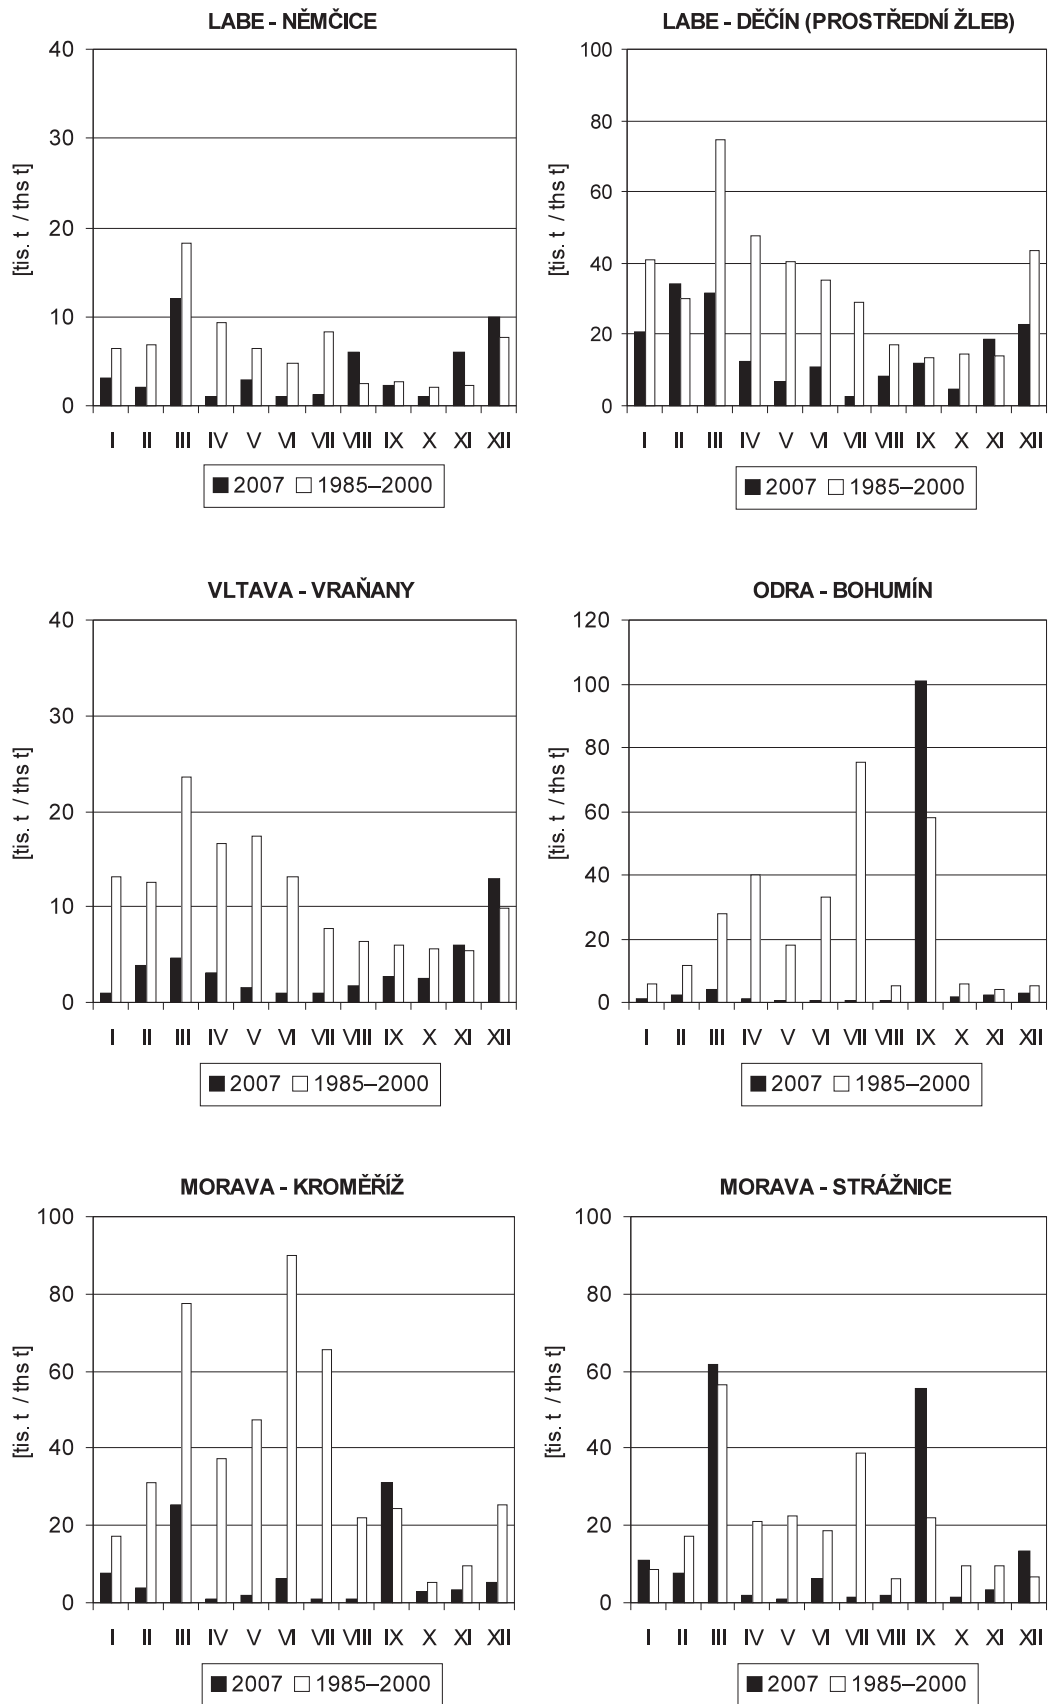 LABE - NĚMČICE
[tis. t / ths t]
40
30
20
10
0
I II III IV V VI VII VIII IX X XI XII
2007 1985–2000
LABE - DĚČÍN (PROSTŘEDNÍ ŽLEB)
[tis. t / ths t]
100
80
60
40
20
0
I II III IV V VI VII VIII IX X XI XII
2007 1985–2000
VLTAVA - VRAŇANY
[tis. t / ths t]
40
30
20
10
0
I II III IV V VI VII VIII IX X XI XII
2007 1985–2000
ODRA - BOHUMÍN
[tis. t / ths t]
120
100
80
60
40
20
0
I II III IV V VI VII VIII IX X XI XII
2007 1985–2000
MORAVA - KROMĚŘÍŽ
[tis. t / ths t]
100
80
60
40
20
0
I II III IV V VI VII VIII IX X XI XII
2007 1985–2000
MORAVA - STRÁŽNICE
[tis. t / ths t]
100
80
60
40
20
0
I II III IV V VI VII VIII IX X XI XII
2007 1985–2000